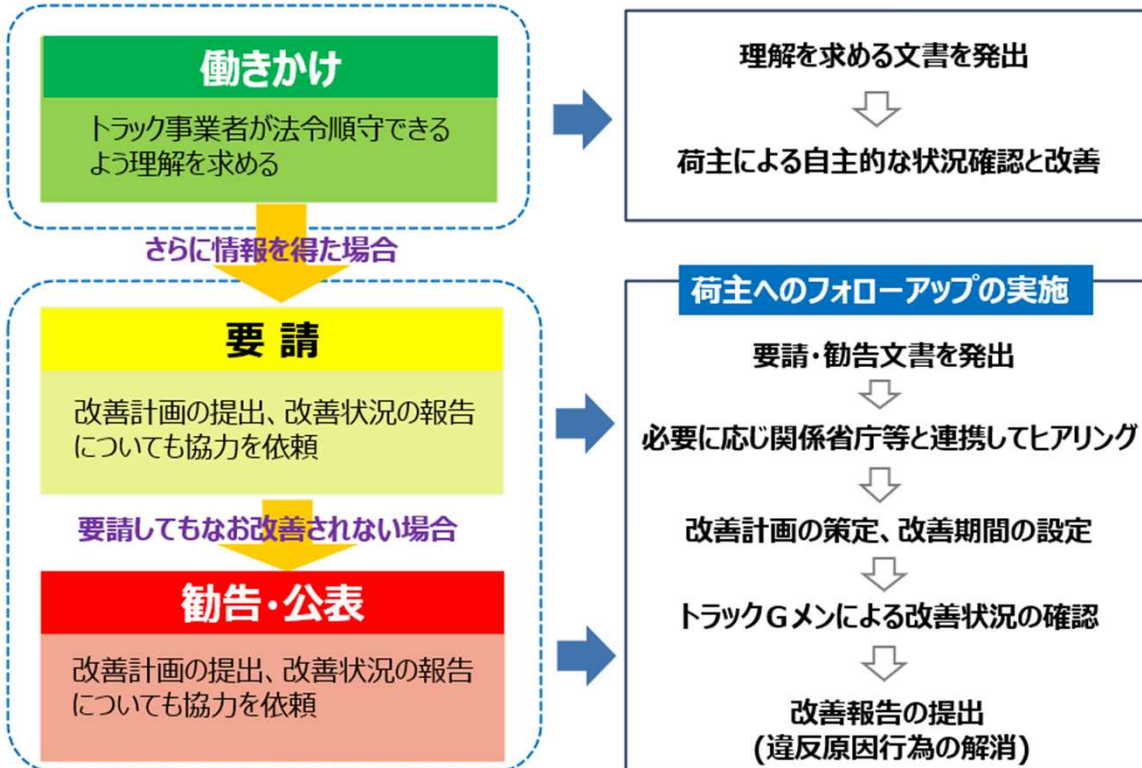 働きかけ
トラック事業者が法令順守できる
よう理解を求める
理解を求める文書を発出
荷主による自主的な状況確認と改善
さらに情報を得た場合
要 請
改善計画の提出、改善状況の報告
についても協力を依頼
要請してもなお改善されない場合
勧告・公表
改善計画の提出、改善状況の報告
についても協力を依頼
荷主へのフォローアップの実施
要請・勧告文書を発出
必要に応じ関係省庁等と連携してヒアリング
改善計画の策定、改善期間の設定
トラックGメンによる改善状況の確認
改善報告の提出
(違反原因行為の解消)